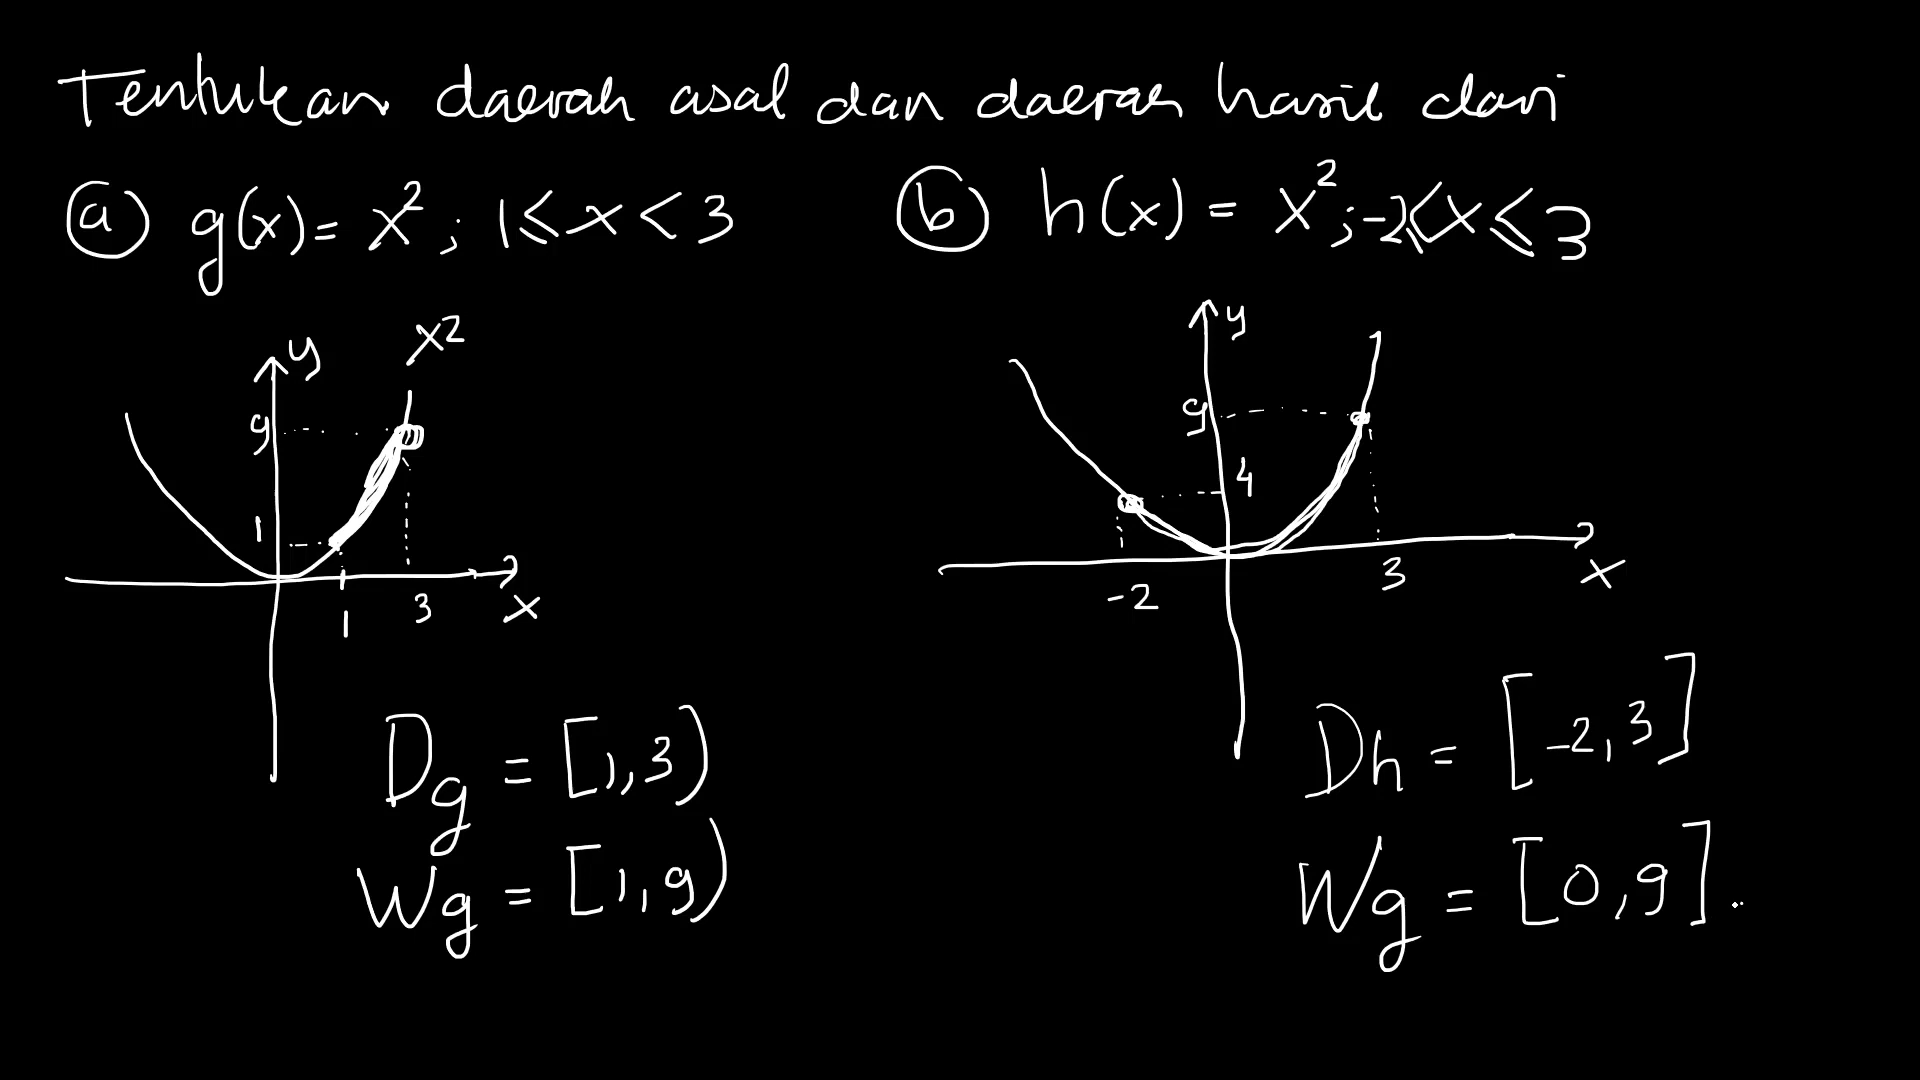 Tentukan daerah asal dan daerah hasil dari
(a) g(x) = x²; 1 ≤ x < 3
(b) h(x) = x²; -2 ≤ x ≤ 3
y
x²
9
1
1
3
x
y
9
4
-2
3
x
Dg = [1,3)
Wg = [1,9)
Dh = [-2,3]
Wg = [0,9].